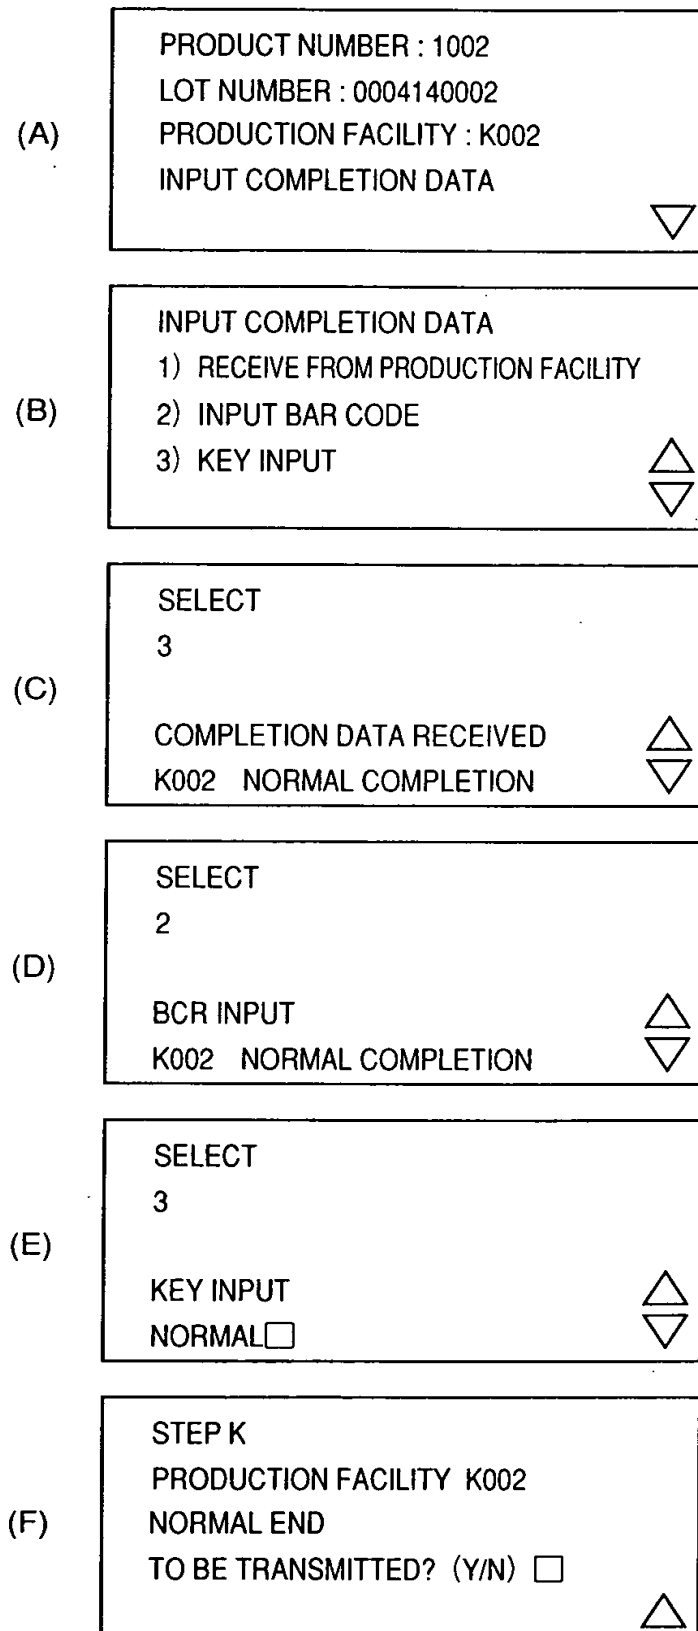 (A)
PRODUCT NUMBER : 1002
LOT NUMBER : 0004140002
PRODUCTION FACILITY : K002
INPUT COMPLETION DATA
(B)
INPUT COMPLETION DATA
1) RECEIVE FROM PRODUCTION FACILITY
2) INPUT BAR CODE
3) KEY INPUT
(C)
SELECT
3
COMPLETION DATA RECEIVED
K002 NORMAL COMPLETION
(D)
SELECT
2
BCR INPUT
K002 NORMAL COMPLETION
(E)
SELECT
3
KEY INPUT
NORMAL
(F)
STEP K
PRODUCTION FACILITY K002
NORMAL END
TO BE TRANSMITTED? (Y/N)